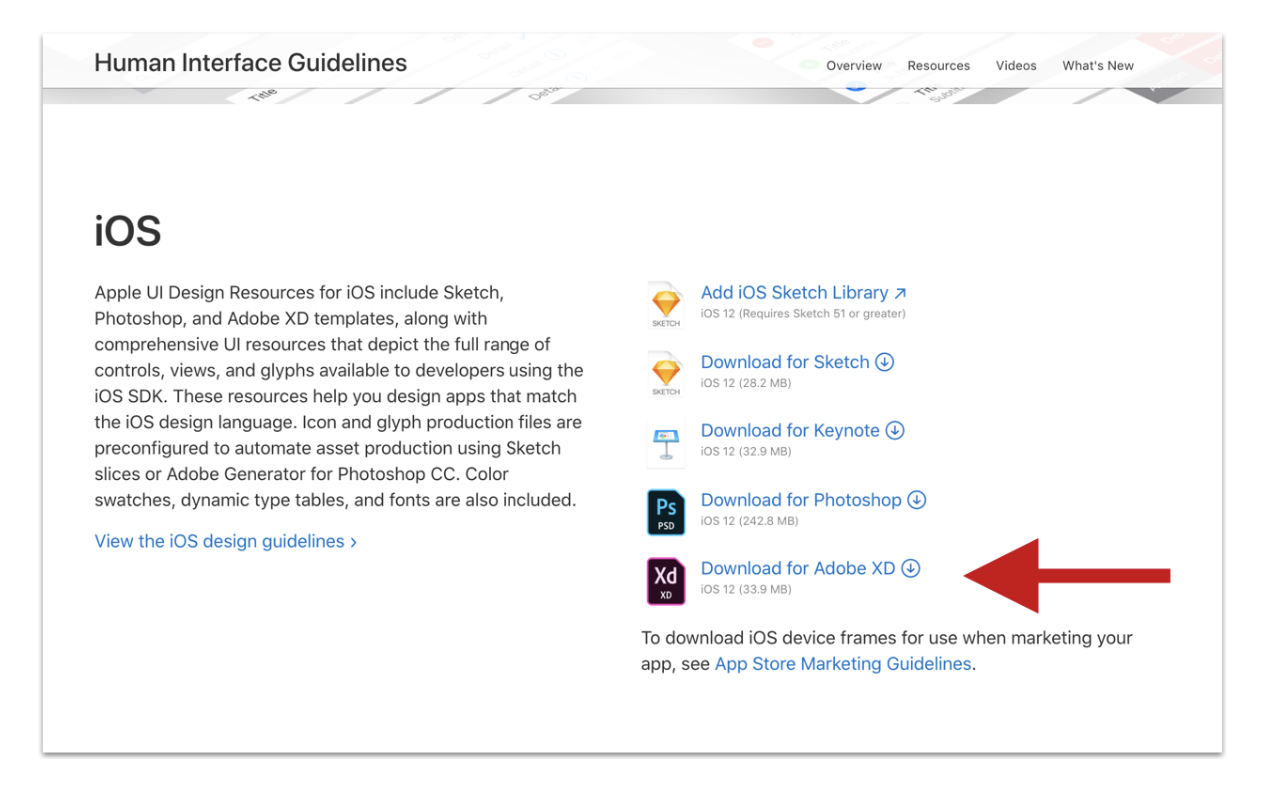 Human Interface Guidelines
Overview Resources Videos What's New
Title
iOS
Apple UI Design Resources for iOS include Sketch,
Photoshop, and Adobe XD templates, along with
comprehensive UI resources that depict the full range of
controls, views, and glyphs available to developers using the
iOS SDK. These resources help you design apps that match
the iOS design language. Icon and glyph production files are
preconfigured to automate asset production using Sketch
slices or Adobe Generator for Photoshop CC. Color
swatches, dynamic type tables, and fonts are also included.
View the iOS design guidelines ›
SKETCH
Add iOS Sketch Library ↗
iOS 12 (Requires Sketch 51 or greater)
SKETCH
Download for Sketch
iOS 12 (28.2 MB)
Download for Keynote
iOS 12 (32.9 MB)
Ps
PSD
Download for Photoshop
iOS 12 (242.8 MB)
Xd
XD
Download for Adobe XD
iOS 12 (33.9 MB)
To download iOS device frames for use when marketing your
app, see App Store Marketing Guidelines.